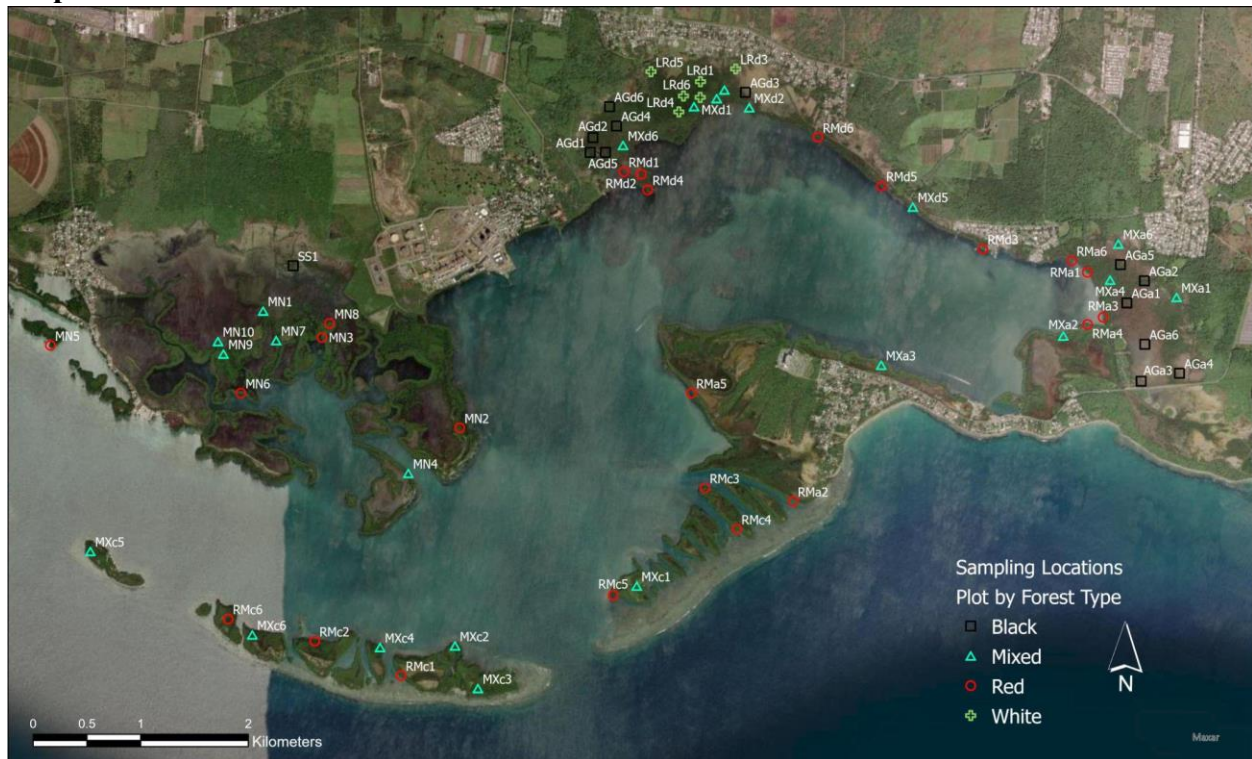 LRd5
LRd1
LRd3
LRd6
AGd3
LRd4
MXd1
MXd2
AGd6
AGd4
AGd2
MXd6
AGd1
AGd5
RMd1
RMd2
RMd4
RMd6
RMd5
MXd5
RMd3
MXa6
RMa6
AGa5
RMa1
AGa2
MXa4
MXa1
AGa1
RMa3
RMa4
MXa2
AGa6
AGa4
AGa3
MXa3
SS1
MN1
MN8
MN10
MN7
MN3
MN5
MN9
MN6
MN2
RMa5
MN4
RMc3
RMa2
RMc4
MXc5
RMc5
MXc1
RMc6
MXc6
RMc2
MXc4
MXc2
RMc1
MXc3
Sampling Locations
Plot by Forest Type
Black
Mixed
Red
White
N
0 0.5 1 2
Kilometers
Maxar